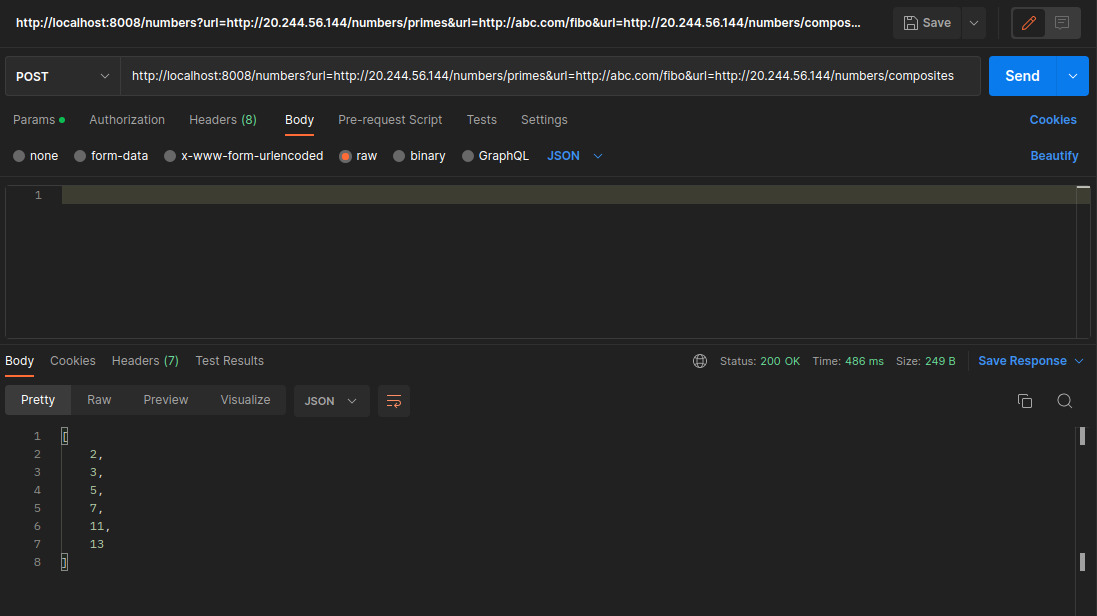 http://localhost:8008/numbers?url=http://20.244.56.144/numbers/primes&url=http://abc.com/fibo&url=http://20.244.56.144/numbers/compos... Save
POST http://localhost:8008/numbers?url=http://20.244.56.144/numbers/primes&url=http://abc.com/fibo&url=http://20.244.56.144/numbers/composites Send
Params Authorization Headers (8) Body Pre-request Script Tests Settings Cookies
none form-data x-www-form-urlencoded raw binary GraphQL JSON Beautify
1
Body Cookies Headers (7) Test Results Status: 200 OK Time: 486 ms Size: 249 B Save Response
Pretty Raw Preview Visualize JSON
1 [
2 2,
3 3,
4 5,
5 7,
6 11,
7 13
8 ]